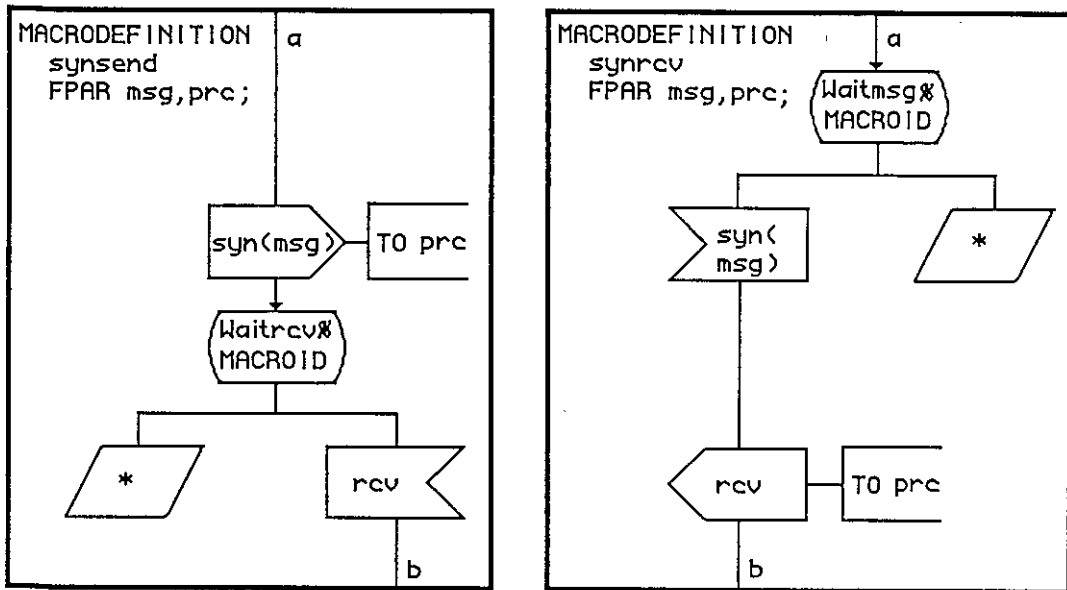 MACRODEFINITION
synsend
FPAR msg,prc;
a
syn(msg)
TO prc
Waitrcv%
MACROID
*
rcv
b
MACRODEFINITION
synrcv
FPAR msg,prc;
a
Waitmsg%
MACROID
syn(
msg)
*
rcv
TO prc
b